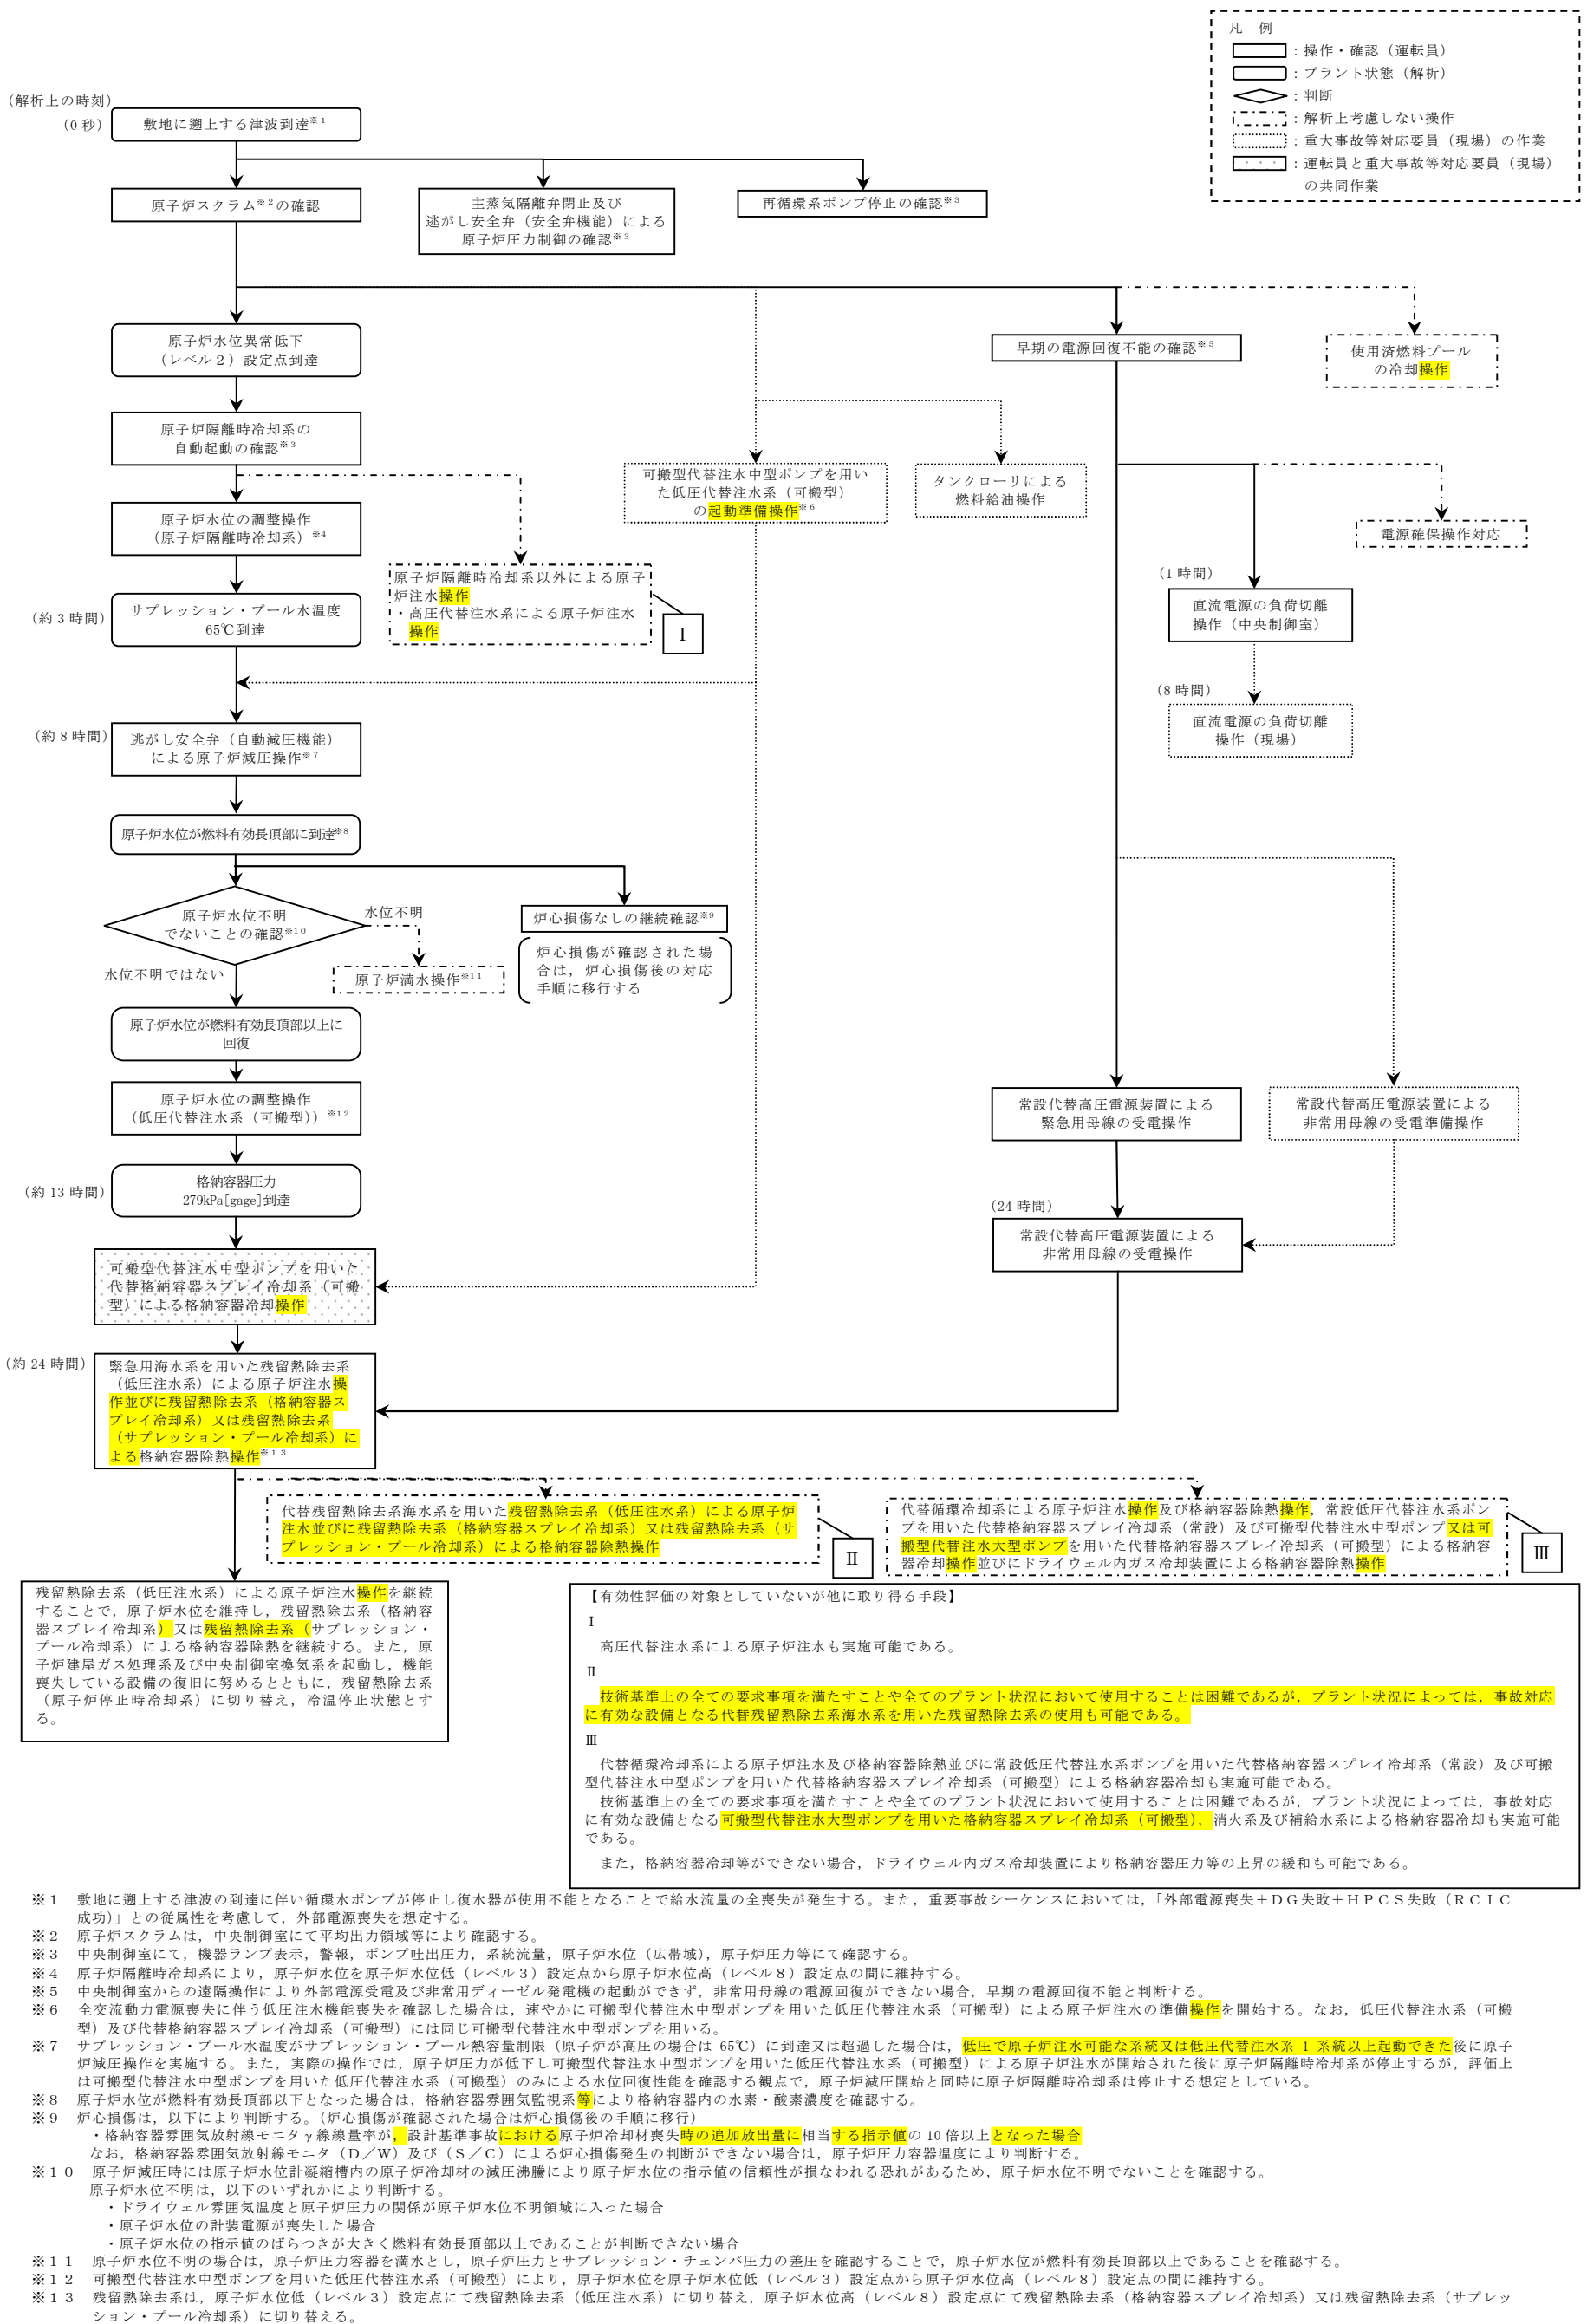 凡　例
：操作・確認（運転員）
：プラント状態（解析）
：判断
：解析上考慮しない操作
：重大事故等対応要員（現場）の作業
：運転員と重大事故等対応要員（現場）
の共同作業
（解析上の時刻）
（0 秒）
敷地に遡上する津波到達※１
原子炉スクラム※２の確認
主蒸気隔離弁閉止及び
逃がし安全弁（安全弁機能）による
原子炉圧力制御の確認※３
再循環系ポンプ停止の確認※３
原子炉水位異常低下
（レベル２）設定点到達
早期の電源回復不能の確認※５
使用済燃料プール
の冷却操作
原子炉隔離時冷却系の
自動起動の確認※３
可搬型代替注水中型ポンプを用い
た低圧代替注水系（可搬型）
の起動準備操作※６
タンクローリによる
燃料給油操作
原子炉水位の調整操作
（原子炉隔離時冷却系）※4
電源確保操作対応
原子炉隔離時冷却系以外による原子
炉注水操作
・高圧代替注水系による原子炉注水
操作
Ⅰ
（1 時間）
直流電源の負荷切離
操作（中央制御室）
（約 3 時間）
サプレッション・プール水温度
65℃到達
（8 時間）
直流電源の負荷切離
操作（現場）
（約 8 時間）
逃がし安全弁（自動減圧機能）
による原子炉減圧操作※７
原子炉水位が燃料有効長頂部に到達※８
原子炉水位不明
でないことの確認※１０
水位不明
水位不明ではない
原子炉満水操作※１１
炉心損傷なしの継続確認※９
炉心損傷が確認された場
合は，炉心損傷後の対応
手順に移行する
原子炉水位が燃料有効長頂部以上に
回復
原子炉水位の調整操作
（低圧代替注水系（可搬型））※１２
常設代替高圧電源装置による
緊急用母線の受電操作
常設代替高圧電源装置による
非常用母線の受電準備操作
（約 13 時間）
格納容器圧力
279kPa[gage]到達
（24 時間）
常設代替高圧電源装置による
非常用母線の受電操作
可搬型代替注水中型ポンプを用いた
代替格納容器スプレイ冷却系（可搬
型）による格納容器冷却操作
（約 24 時間）
緊急用海水系を用いた残留熱除去系
（低圧注水系）による原子炉注水操
作並びに残留熱除去系（格納容器ス
プレイ冷却系）又は残留熱除去系
（サプレッション・プール冷却系）に
よる格納容器除熱操作※１３
代替残留熱除去系海水系を用いた残留熱除去系（低圧注水系）による原子炉
注水並びに残留熱除去系（格納容器スプレイ冷却系）又は残留熱除去系（サ
プレッション・プール冷却系）による格納容器除熱操作
Ⅱ
代替循環冷却系による原子炉注水操作及び格納容器除熱操作，常設低圧代替注水系ポン
プを用いた代替格納容器スプレイ冷却系（常設）及び可搬型代替注水中型ポンプ又は可
搬型代替注水大型ポンプを用いた代替格納容器スプレイ冷却系（可搬型）による格納容
器冷却操作並びにドライウェル内ガス冷却装置による格納容器除熱操作
Ⅲ
残留熱除去系（低圧注水系）による原子炉注水操作を継続
することで，原子炉水位を維持し，残留熱除去系（格納容
器スプレイ冷却系）又は残留熱除去系（サプレッション・
プール冷却系）による格納容器除熱を継続する。また，原
子炉建屋ガス処理系及び中央制御室換気系を起動し，機能
喪失している設備の復旧に努めるとともに，残留熱除去系
（原子炉停止時冷却系）に切り替え，冷温停止状態とす
る。
【有効性評価の対象としていないが他に取り得る手段】
Ⅰ
高圧代替注水系による原子炉注水も実施可能である。
Ⅱ
技術基準上の全ての要求事項を満たすことや全てのプラント状況において使用することは困難であるが，プラント状況によっては，事故対応
に有効な設備となる代替残留熱除去系海水系を用いた残留熱除去系の使用も可能である。
Ⅲ
代替循環冷却系による原子炉注水及び格納容器除熱並びに常設低圧代替注水系ポンプを用いた代替格納容器スプレイ冷却系（常設）及び可搬
型代替注水中型ポンプを用いた代替格納容器スプレイ冷却系（可搬型）による格納容器冷却も実施可能である。
技術基準上の全ての要求事項を満たすことや全てのプラント状況において使用することは困難であるが，プラント状況によっては，事故対応
に有効な設備となる可搬型代替注水大型ポンプを用いた格納容器スプレイ冷却系（可搬型），消火系及び補給水系による格納容器冷却も実施可能
である。
また，格納容器冷却等ができない場合，ドライウェル内ガス冷却装置により格納容器圧力等の上昇の緩和も可能である。
※１　敷地に遡上する津波の到達に伴い循環水ポンプが停止し復水器が使用不能となることで給水流量の全喪失が発生する。また，重要事故シーケンスにおいては，「外部電源喪失＋ＤＧ失敗＋ＨＰＣＳ失敗（ＲＣＩＣ
成功）」との従属性を考慮して，外部電源喪失を想定する。
※２　原子炉スクラムは，中央制御室にて平均出力領域等により確認する。
※３　中央制御室にて，機器ランプ表示，警報，ポンプ吐出圧力，系統流量，原子炉水位（広帯域），原子炉圧力等にて確認する。
※４　原子炉隔離時冷却系により，原子炉水位を原子炉水位低（レベル３）設定点から原子炉水位高（レベル８）設定点の間に維持する。
※５　中央制御室からの遠隔操作により外部電源受電及び非常用ディーゼル発電機の起動ができず，非常用母線の電源回復ができない場合，早期の電源回復不能と判断する。
※６　全交流動力電源喪失に伴う低圧注水機能喪失を確認した場合は，速やかに可搬型代替注水中型ポンプを用いた低圧代替注水系（可搬型）による原子炉注水の準備操作を開始する。なお，低圧代替注水系（可搬
型）及び代替格納容器スプレイ冷却系（可搬型）には同じ可搬型代替注水中型ポンプを用いる。
※７　サプレッション・プール水温度がサプレッション・プール熱容量制限（原子炉が高圧の場合は 65℃）に到達又は超過した場合は，低圧で原子炉注水可能な系統又は低圧代替注水系 1 系統以上起動できた後に原子
炉減圧操作を実施する。また，実際の操作では，原子炉圧力が低下し可搬型代替注水中型ポンプを用いた低圧代替注水系（可搬型）による原子炉注水が開始された後に原子炉隔離時冷却系が停止するが，評価上
は可搬型代替注水中型ポンプを用いた低圧代替注水系（可搬型）のみによる水位回復性能を確認する観点で，原子炉減圧開始と同時に原子炉隔離時冷却系は停止する想定としている。
※８　原子炉水位が燃料有効長頂部以下となった場合は，格納容器雰囲気監視系等により格納容器内の水素・酸素濃度を確認する。
※９　炉心損傷は，以下により判断する。（炉心損傷が確認された場合は炉心損傷後の手順に移行）
・格納容器雰囲気放射線モニタγ線線量率が，設計基準事故における原子炉冷却材喪失時の追加放出量に相当する指示値の 10 倍以上となった場合
なお，格納容器雰囲気放射線モニタ（Ｄ／Ｗ）及び（Ｓ／Ｃ）による炉心損傷発生の判断ができない場合は，原子炉圧力容器温度により判断する。
※１０　原子炉減圧時には原子炉水位計凝縮槽内の原子炉冷却材の減圧沸騰により原子炉水位の指示値の信頼性が損なわれる恐れがあるため，原子炉水位不明でないことを確認する。
原子炉水位不明は，以下のいずれかにより判断する。
・ドライウェル雰囲気温度と原子炉圧力の関係が原子炉水位不明領域に入った場合
・原子炉水位の計装電源が喪失した場合
・原子炉水位の指示値のばらつきが大きく燃料有効長頂部以上であることが判断できない場合
※１１　原子炉水位不明の場合は，原子炉圧力容器を満水とし，原子炉圧力とサプレッション・チェンバ圧力の差圧を確認することで，原子炉水位が燃料有効長頂部以上であることを確認する。
※１２　可搬型代替注水中型ポンプを用いた低圧代替注水系（可搬型）により，原子炉水位を原子炉水位低（レベル３）設定点から原子炉水位高（レベル８）設定点の間に維持する。
※１３　残留熱除去系は，原子炉水位低（レベル３）設定点にて残留熱除去系（低圧注水系）に切り替え，原子炉水位高（レベル８）設定点にて残留熱除去系（格納容器スプレイ冷却系）又は残留熱除去系（サプレッ
ション・プール冷却系）に切り替える。